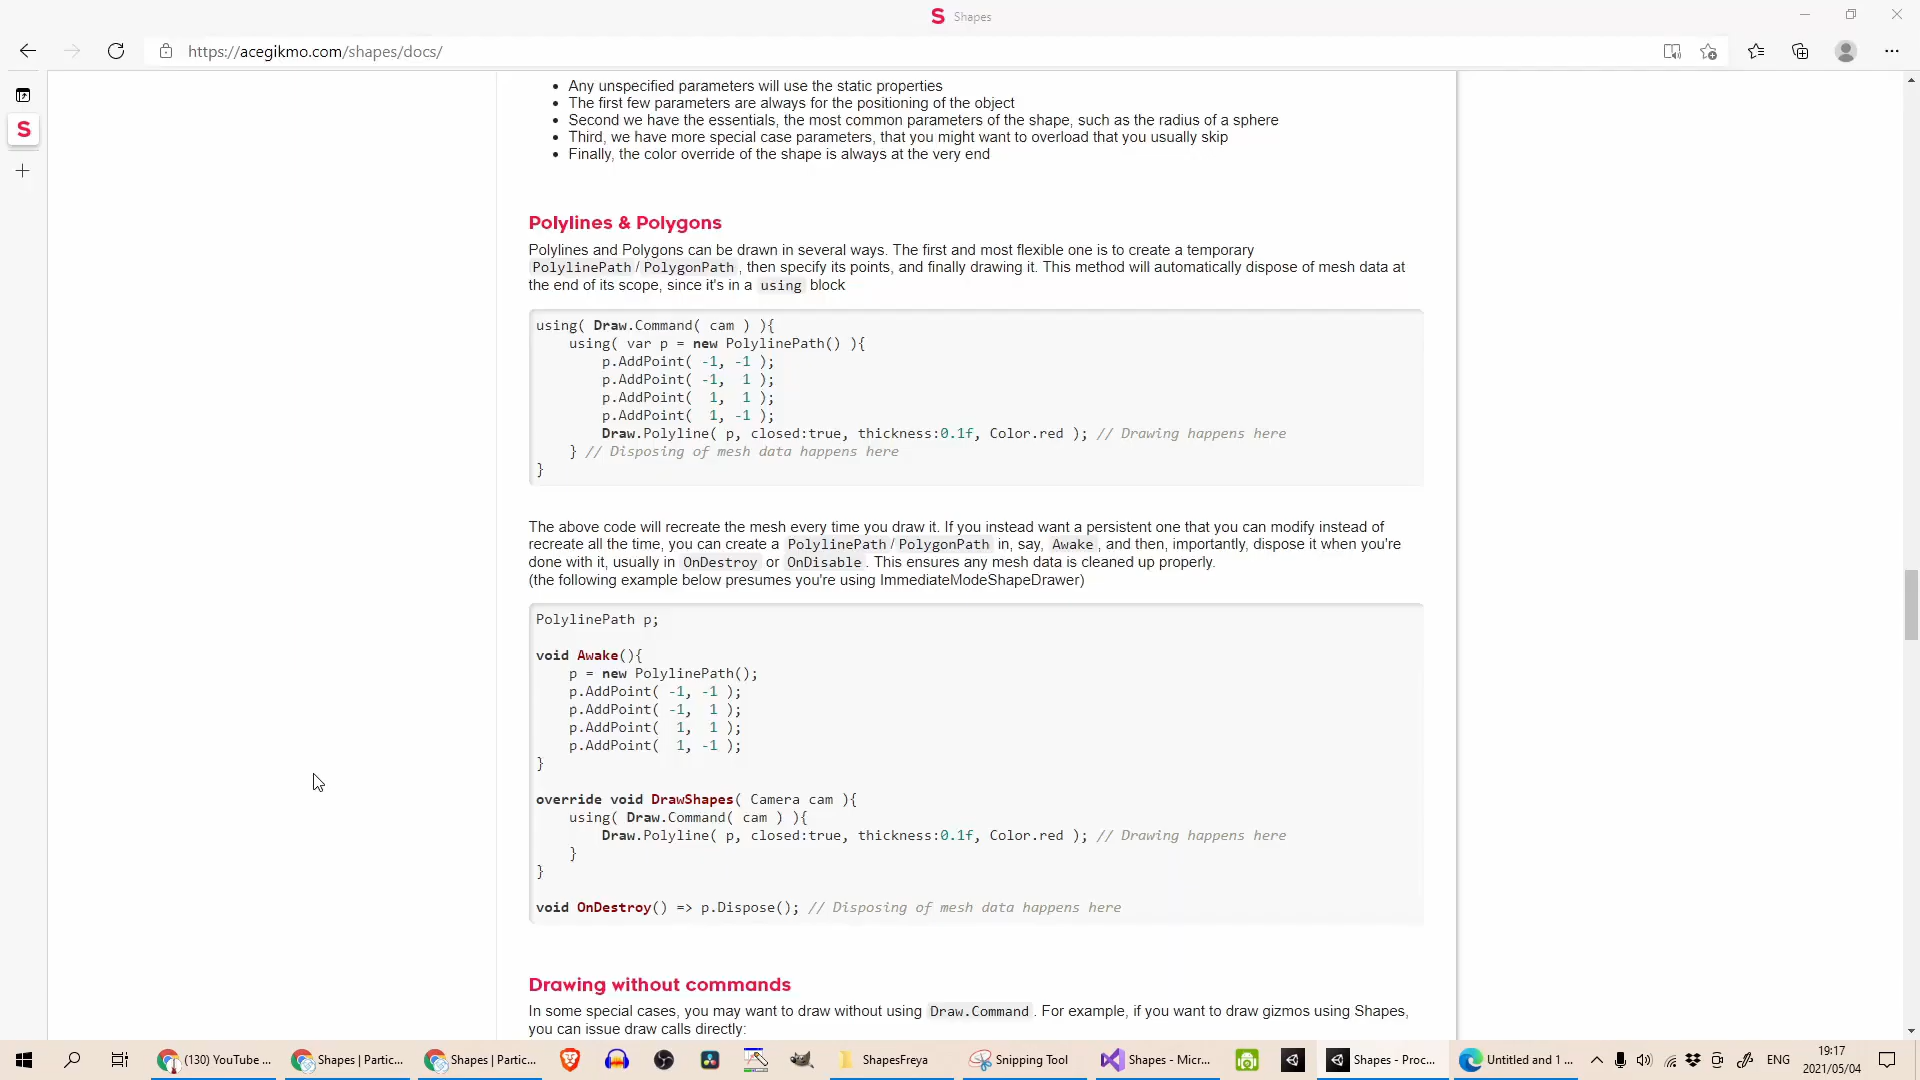 S Shapes
https://acegikmo.com/shapes/docs/
S
• Any unspecified parameters will use the static properties
• The first few parameters are always for the positioning of the object
• Second we have the essentials, the most common parameters of the shape, such as the radius of a sphere
• Third, we have more special case parameters, that you might want to overload that you usually skip
• Finally, the color override of the shape is always at the very end
Polylines & Polygons
Polylines and Polygons can be drawn in several ways. The first and most flexible one is to create a temporary
PolylinePath / PolygonPath , then specify its points, and finally drawing it. This method will automatically dispose of mesh data at
the end of its scope, since it's in a using block
using( Draw.Command( cam ) ){
    using( var p = new PolylinePath() ){
        p.AddPoint( -1, -1 );
        p.AddPoint( -1,  1 );
        p.AddPoint(  1,  1 );
        p.AddPoint(  1, -1 );
        Draw.Polyline( p, closed:true, thickness:0.1f, Color.red ); // Drawing happens here
    } // Disposing of mesh data happens here
}
The above code will recreate the mesh every time you draw it. If you instead want a persistent one that you can modify instead of
recreate all the time, you can create a PolylinePath / PolygonPath in, say, Awake , and then, importantly, dispose it when you're
done with it, usually in OnDestroy or OnDisable . This ensures any mesh data is cleaned up properly.
(the following example below presumes you're using ImmediateModeShapeDrawer)
PolylinePath p;
void Awake(){
    p = new PolylinePath();
    p.AddPoint( -1, -1 );
    p.AddPoint( -1,  1 );
    p.AddPoint(  1,  1 );
    p.AddPoint(  1, -1 );
}
override void DrawShapes( Camera cam ){
    using( Draw.Command( cam ) ){
        Draw.Polyline( p, closed:true, thickness:0.1f, Color.red ); // Drawing happens here
    }
}
void OnDestroy() => p.Dispose(); // Disposing of mesh data happens here
Drawing without commands
In some special cases, you may want to draw without using Draw.Command . For example, if you want to draw gizmos using Shapes,
you can issue draw calls directly:
(130) YouTube ... Shapes | Partic... Shapes | Partic... ShapesFreya Snipping Tool Shapes - Micr... Shapes - Proc... Untitled and 1 ... ENG 19:17
2021/05/04